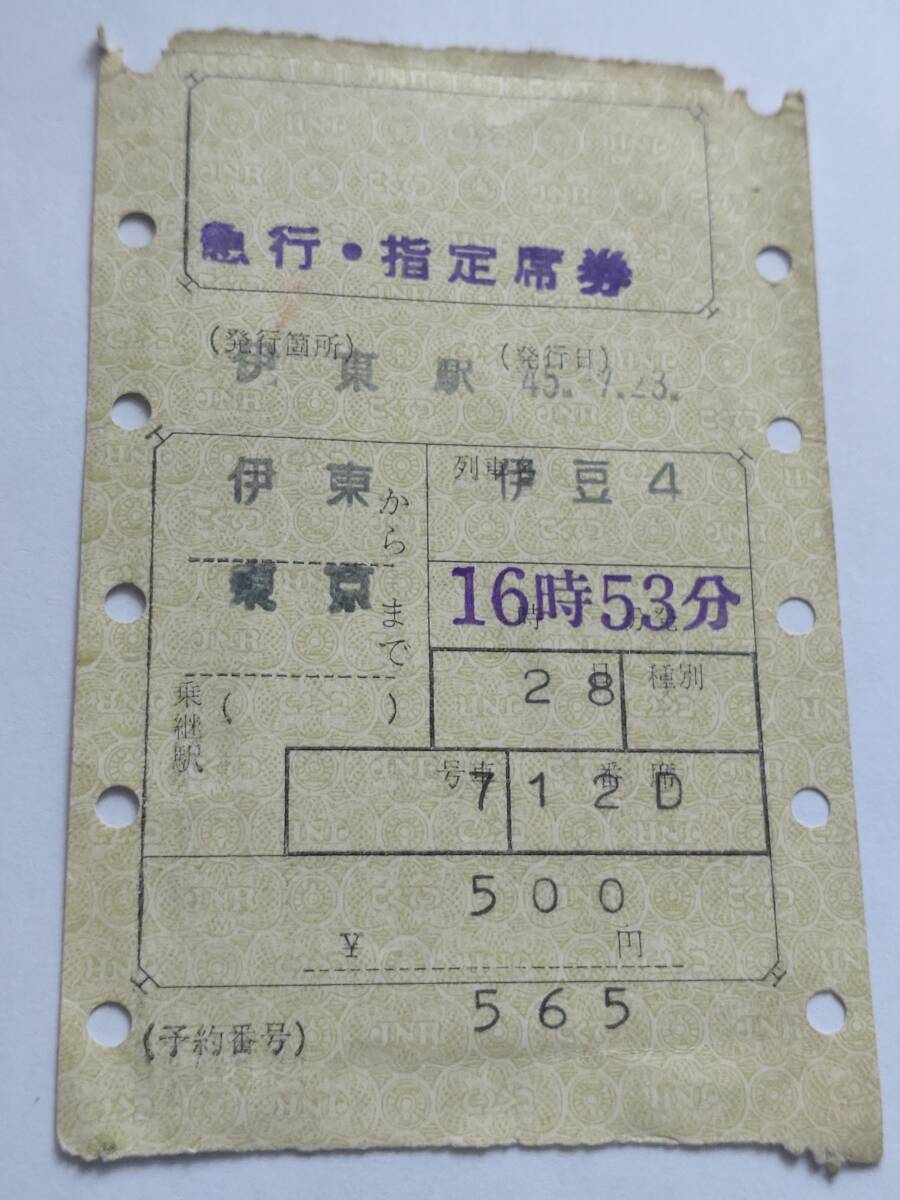 急行・指定席券
(発行箇所) (発行日)
伊東駅 45. 7.23.
伊東から 列車名 伊豆4
東京まで 16時53分
時 分発
28 号 種別
乗継駅 ( )
7 号車 12D 番 席
500
¥ 円
565
(予約番号)